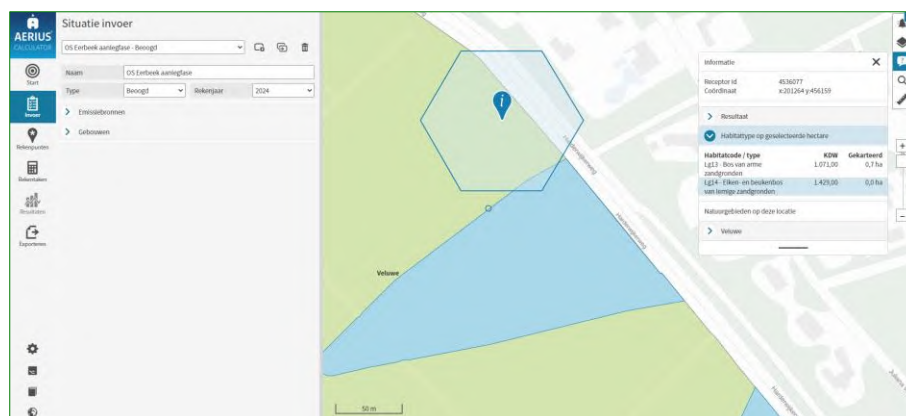 AERIUS®
CALCULATOR
Start
Invoer
Rekenpunten
Rekentaken
Resultaten
Exporteren
Situatie invoer
OS Eerbeek aanlegfase - Beoogd
Naam
OS Eerbeek aanlegfase
Type
Beoogd
Rekenjaar
2024
Emissiebronnen
Gebouwen
Harderwijkerweg
Harderwijkerweg
Harderwijkerweg
Veluwe
50 m
Informatie
Receptor id
4536077
Coördinaat
x:201264 y:456159
Resultaat
Habitattype op geselecteerde hectare
Habitatcode / type
KDW
Gekarteerd
Lg13 - Bos van arme zandgronden
1.071,00
0,7 ha
Lg14 - Eiken- en beukenbos van lemige zandgronden
1.429,00
0,0 ha
Natuurgebieden op deze locatie
Veluwe